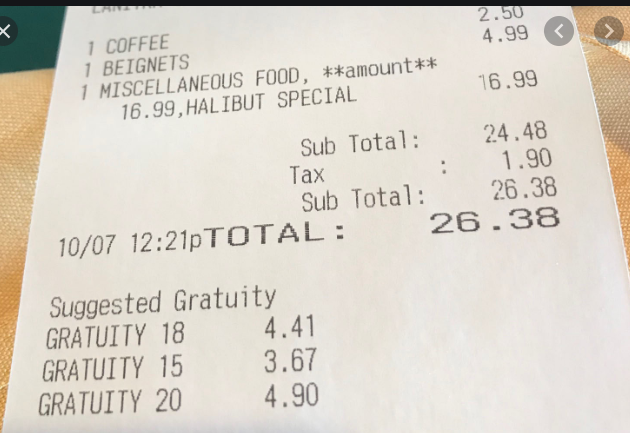 1 COFFEE 2.50
1 BEIGNETS 4.99
1 MISCELLANEOUS FOOD, **amount**
16.99,HALIBUT SPECIAL 16.99
Sub Total: 24.48
Tax : 1.90
Sub Total: 26.38
10/07 12:21pTOTAL: 26.38
Suggested Gratuity
GRATUITY 18 4.41
GRATUITY 15 3.67
GRATUITY 20 4.90